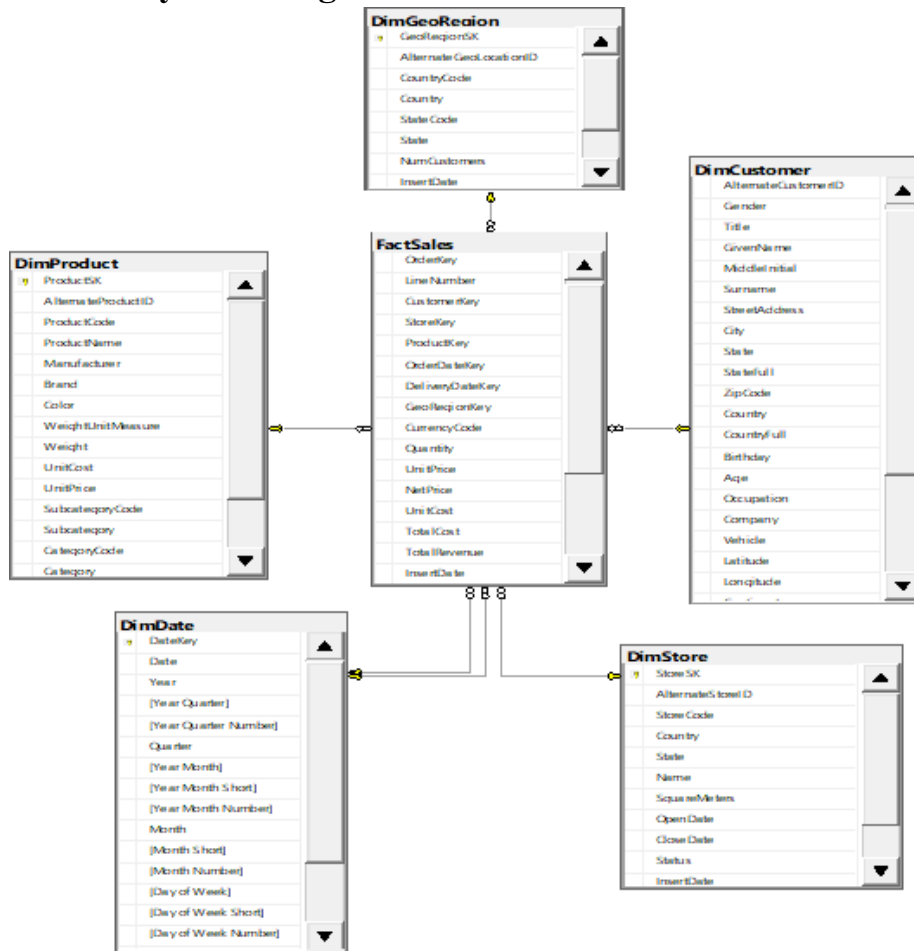 DimGeoRegion
GeoRegionSK
AlternateGeoLocationID
CountryCode
Country
StateCode
State
NumCustomers
InsertDate
DimCustomer
AlternateCustomerID
Gender
Title
GivenName
MiddleInitial
Surname
StreetAddress
City
State
StateFull
ZipCode
Country
CountryFull
Birthday
Age
Occupation
Company
Vehicle
Latitude
Longitude
FactSales
OrderKey
LineNumber
CustomerKey
StoreKey
ProductKey
OrderDateKey
DeliveryDateKey
GeoRegionKey
CurrencyCode
Quantity
UnitPrice
NetPrice
UnitCost
TotalCost
TotalRevenue
InsertDate
DimProduct
ProductSK
AlternateProductID
ProductCode
ProductName
Manufacturer
Brand
Color
WeightUnitMeasure
Weight
UnitCost
UnitPrice
SubcategoryCode
Subcategory
CategoryCode
Category
DimDate
DateKey
Date
Year
[Year Quarter]
[Year Quarter Number]
Quarter
[Year Month]
[Year Month Short]
[Year Month Number]
Month
[Month Short]
[Month Number]
[Day of Week]
[Day of Week Short]
[Day of Week Number]
DimStore
StoreSK
AlternateStoreID
StoreCode
Country
State
Name
SquareMeters
OpenDate
CloseDate
Status
InsertDate